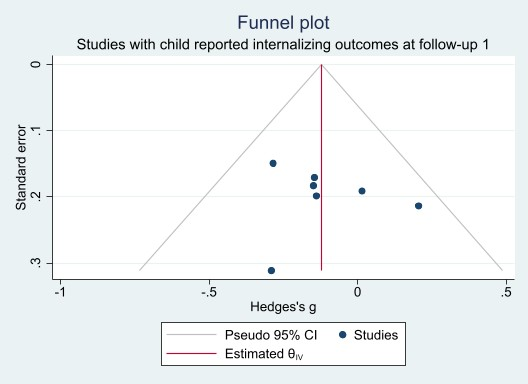 Funnel plot
Studies with child reported internalizing outcomes at follow-up 1
Standard error
0
.1
.2
.3
-1
-.5
0
.5
Hedges's g
Pseudo 95% CI
Studies
Estimated θIV